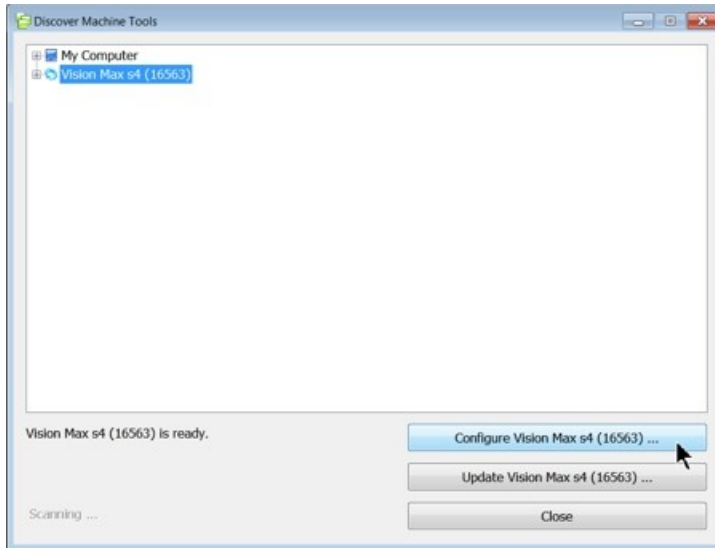 Discover Machine Tools
My Computer
Vision Max s4 (16563)
Vision Max s4 (16563) is ready.
Configure Vision Max s4 (16563) ...
Update Vision Max s4 (16563) ...
Scanning ...
Close